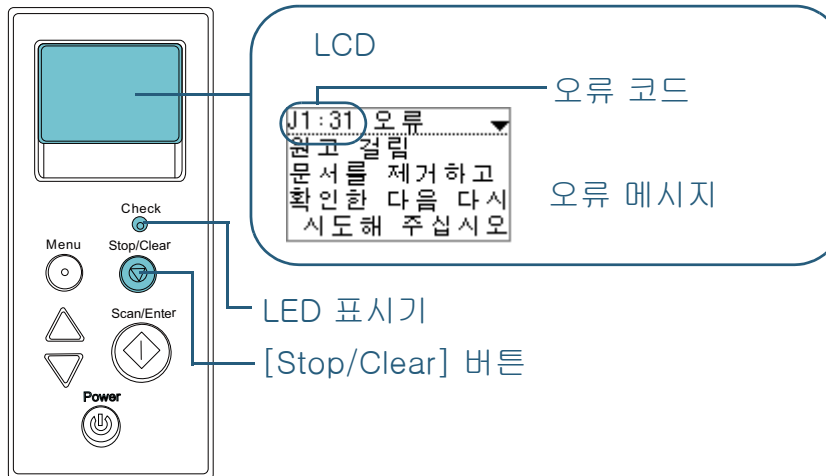 LCD
오류 코드
J1:31 오류
원고 걸림
문서를 제거하고
확인한 다음 다시
시도해 주십시오
오류 메시지
Check
Menu
Stop/Clear
Scan/Enter
Power
LED 표시기
[Stop/Clear] 버튼